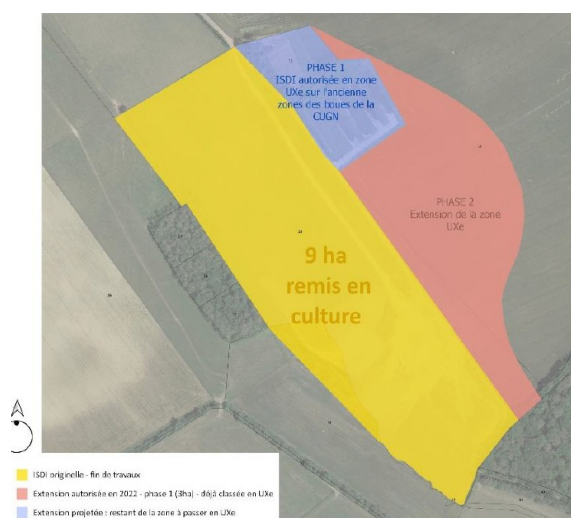 PHASE 1
ISDI autorisée en zone
UXe sur l'ancienne
zones des boues de la
CUGN
PHASE 2
Extension de la zone
UXe
9 ha
remis en
culture
ISDI originelle - fin de travaux
Extension autorisée en 2022 - phase 1 (3ha) - déjà classée en UXe
Extension projetée : restant de la zone à passer en UXe